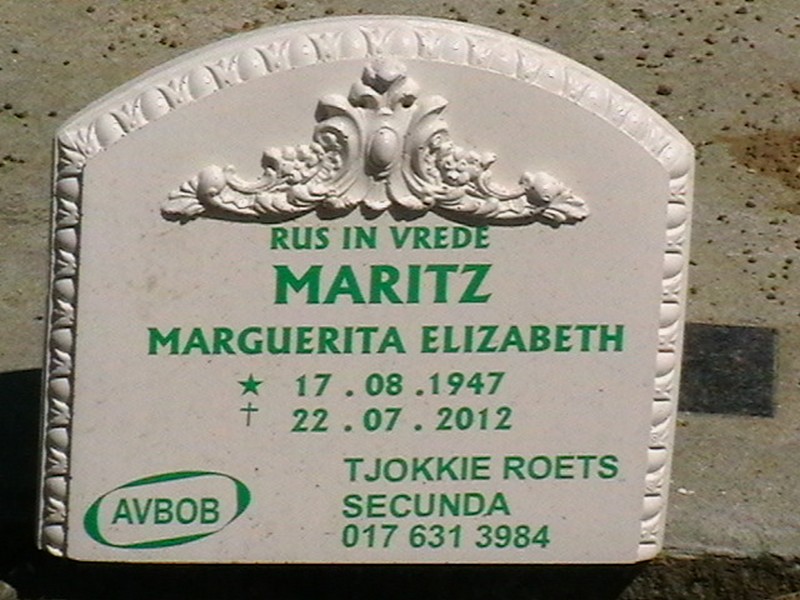 RUS IN VREDE
MARITZ
MARGUERITA ELIZABETH
★ 17 . 08 .1947
† 22 . 07 . 2012
AVBOB
TJOKKIE ROETS
SECUNDA
017 631 3984